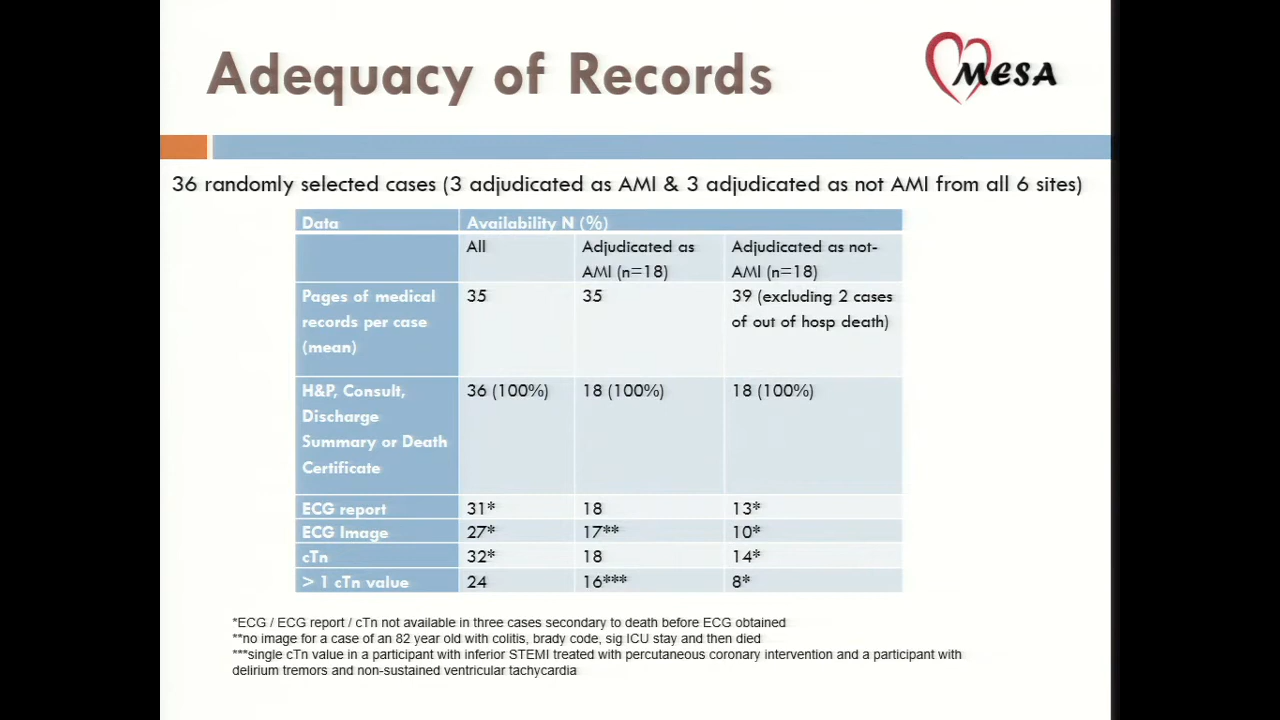 Adequacy of Records
MESA
36 randomly selected cases (3 adjudicated as AMI & 3 adjudicated as not AMI from all 6 sites)
Data Availability N (%)
All Adjudicated as AMI (n=18) Adjudicated as not-AMI (n=18)
Pages of medical records per case (mean) 35 35 39 (excluding 2 cases of out of hosp death)
H&P, Consult, Discharge Summary or Death Certificate 36 (100%) 18 (100%) 18 (100%)
ECG report 31* 18 13*
ECG Image 27* 17** 10*
cTn 32* 18 14*
> 1 cTn value 24 16*** 8*
*ECG / ECG report / cTn not available in three cases secondary to death before ECG obtained
**no image for a case of an 82 year old with colitis, brady code, sig ICU stay and then died
***single cTn value in a participant with inferior STEMI treated with percutaneous coronary intervention and a participant with
delirium tremors and non-sustained ventricular tachycardia